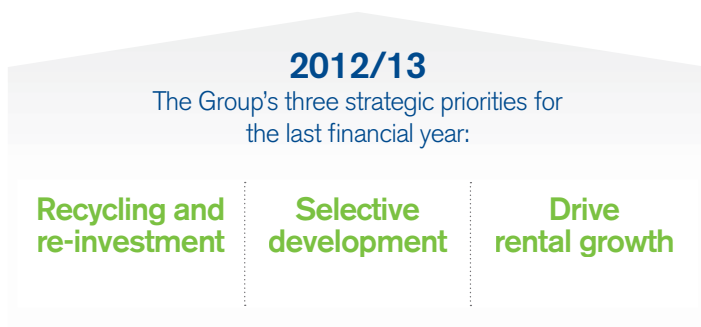 2012/13
The Group’s three strategic priorities for
the last financial year:
Recycling and
re-investment
Selective
development
Drive
rental growth